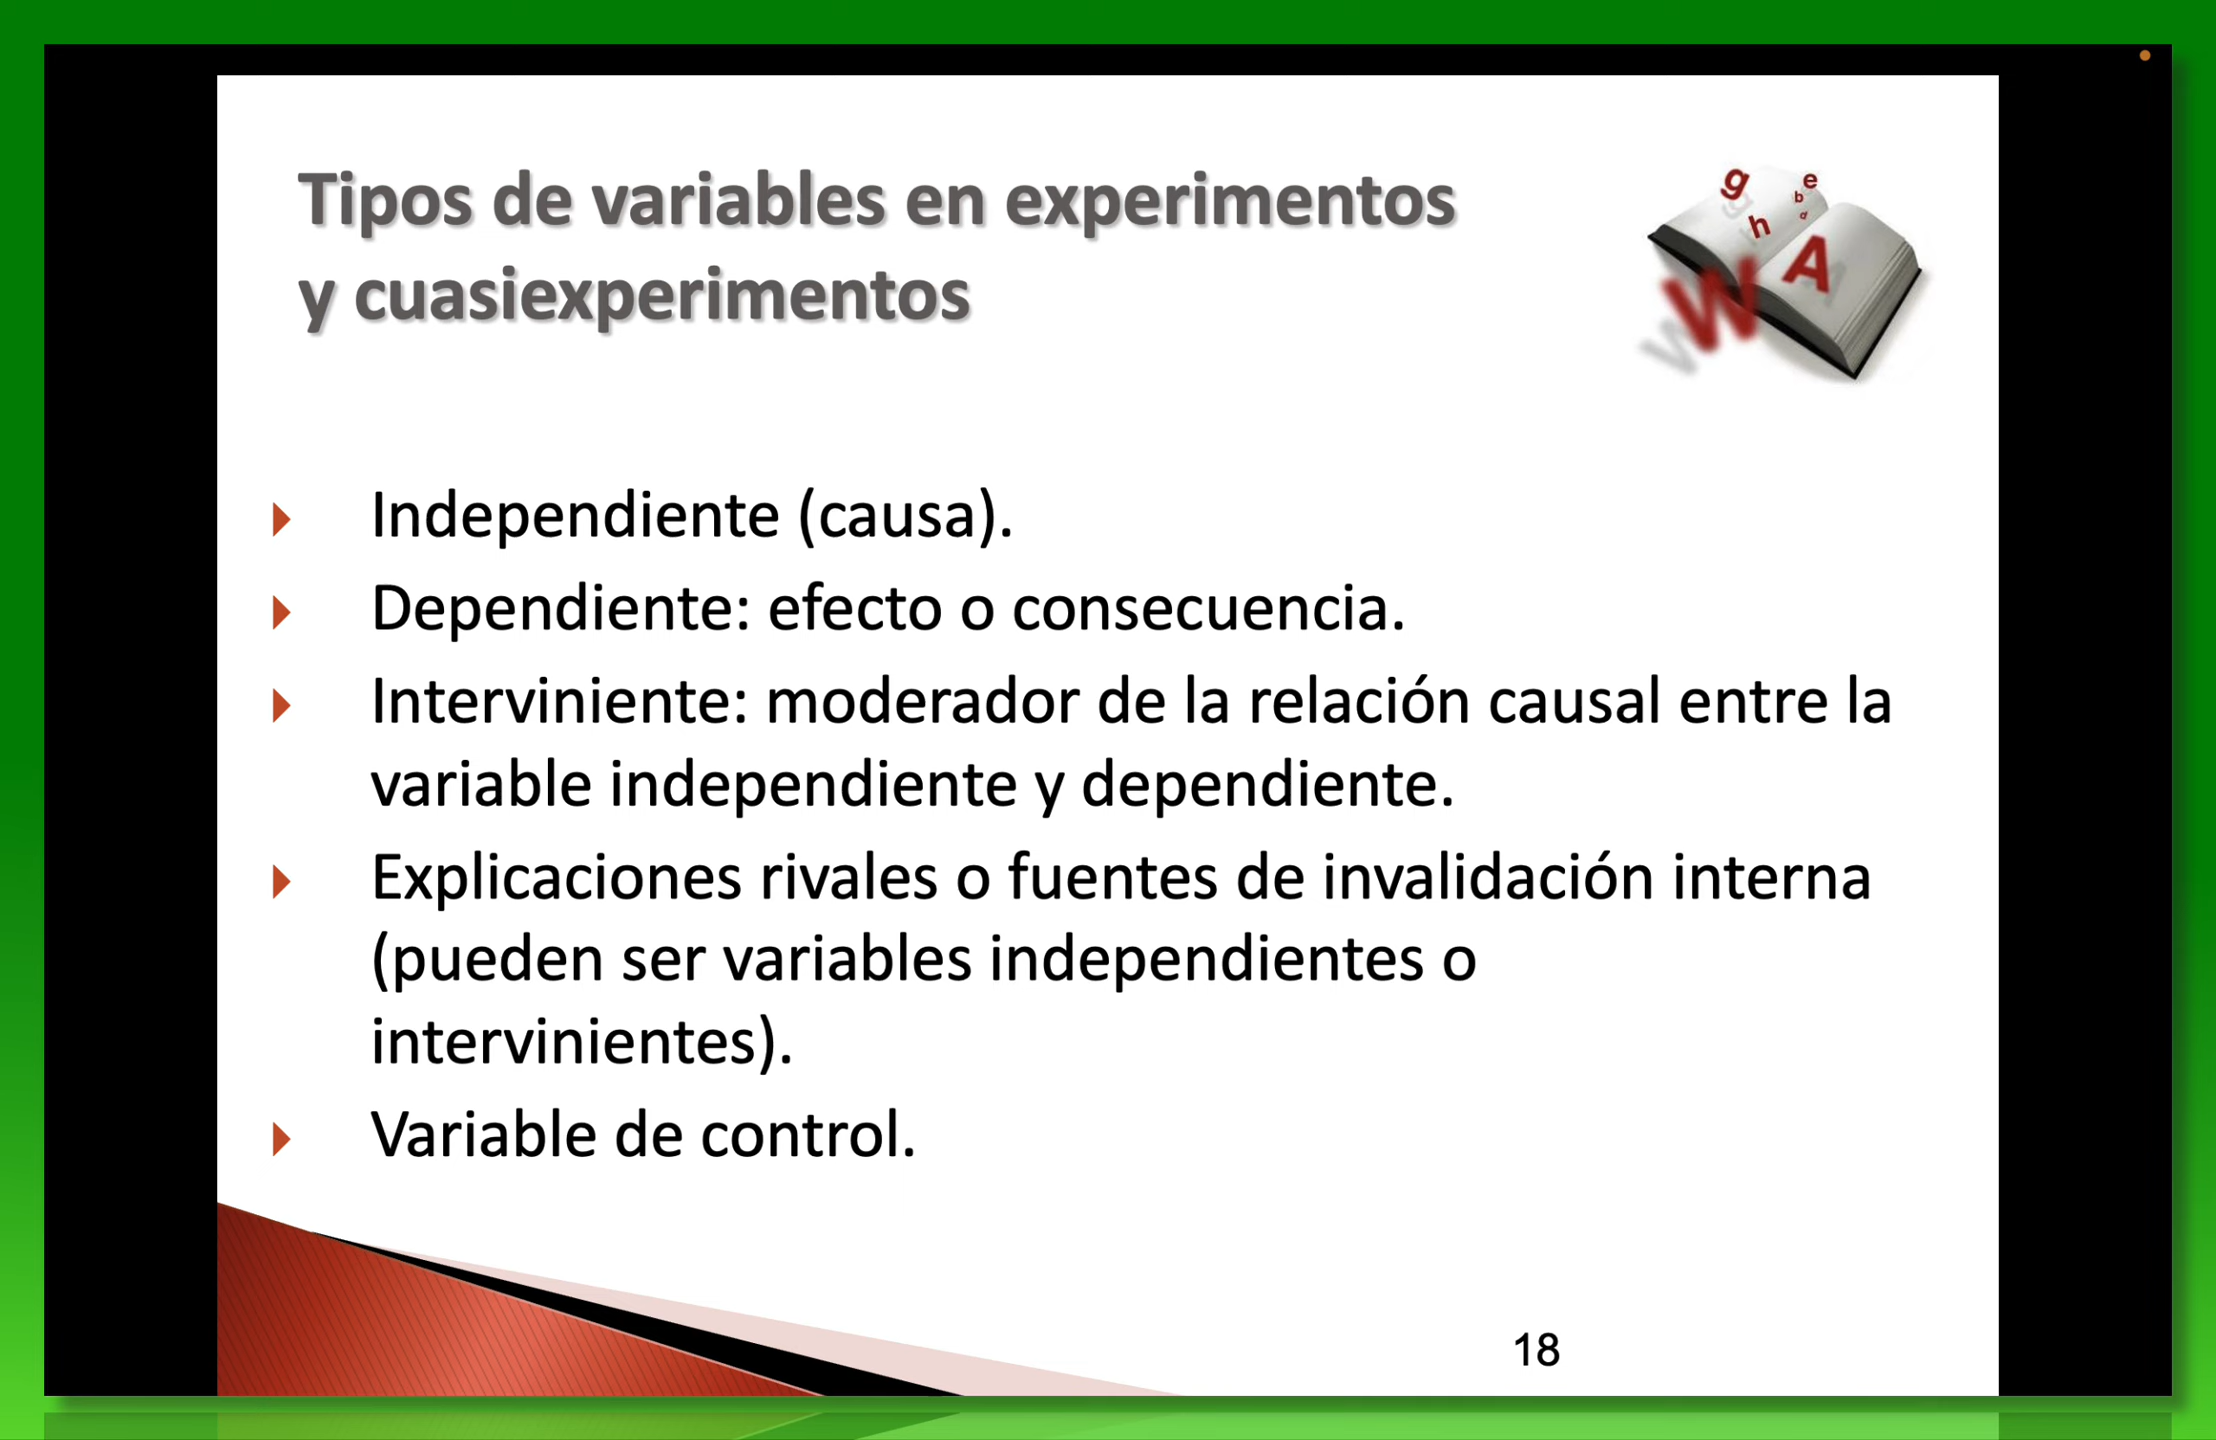 Tipos de variables en experimentos
y cuasiexperimentos
g
e
b
d
h
A
W
Independiente (causa).
Dependiente: efecto o consecuencia.
Interviniente: moderador de la relación causal entre la
variable independiente y dependiente.
Explicaciones rivales o fuentes de invalidación interna
(pueden ser variables independientes o
intervinientes).
Variable de control.
18